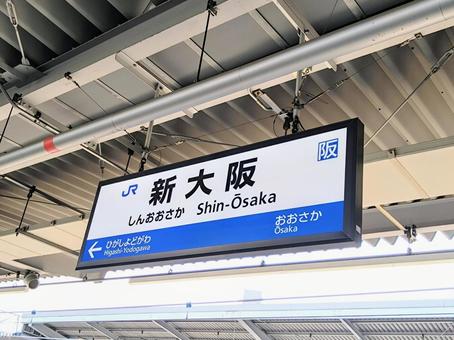 JR
新大阪
阪
しんおおさか Shin-Ōsaka
← ひがしよどがわ
Higashi-Yodogawa
おおさか
Ōsaka